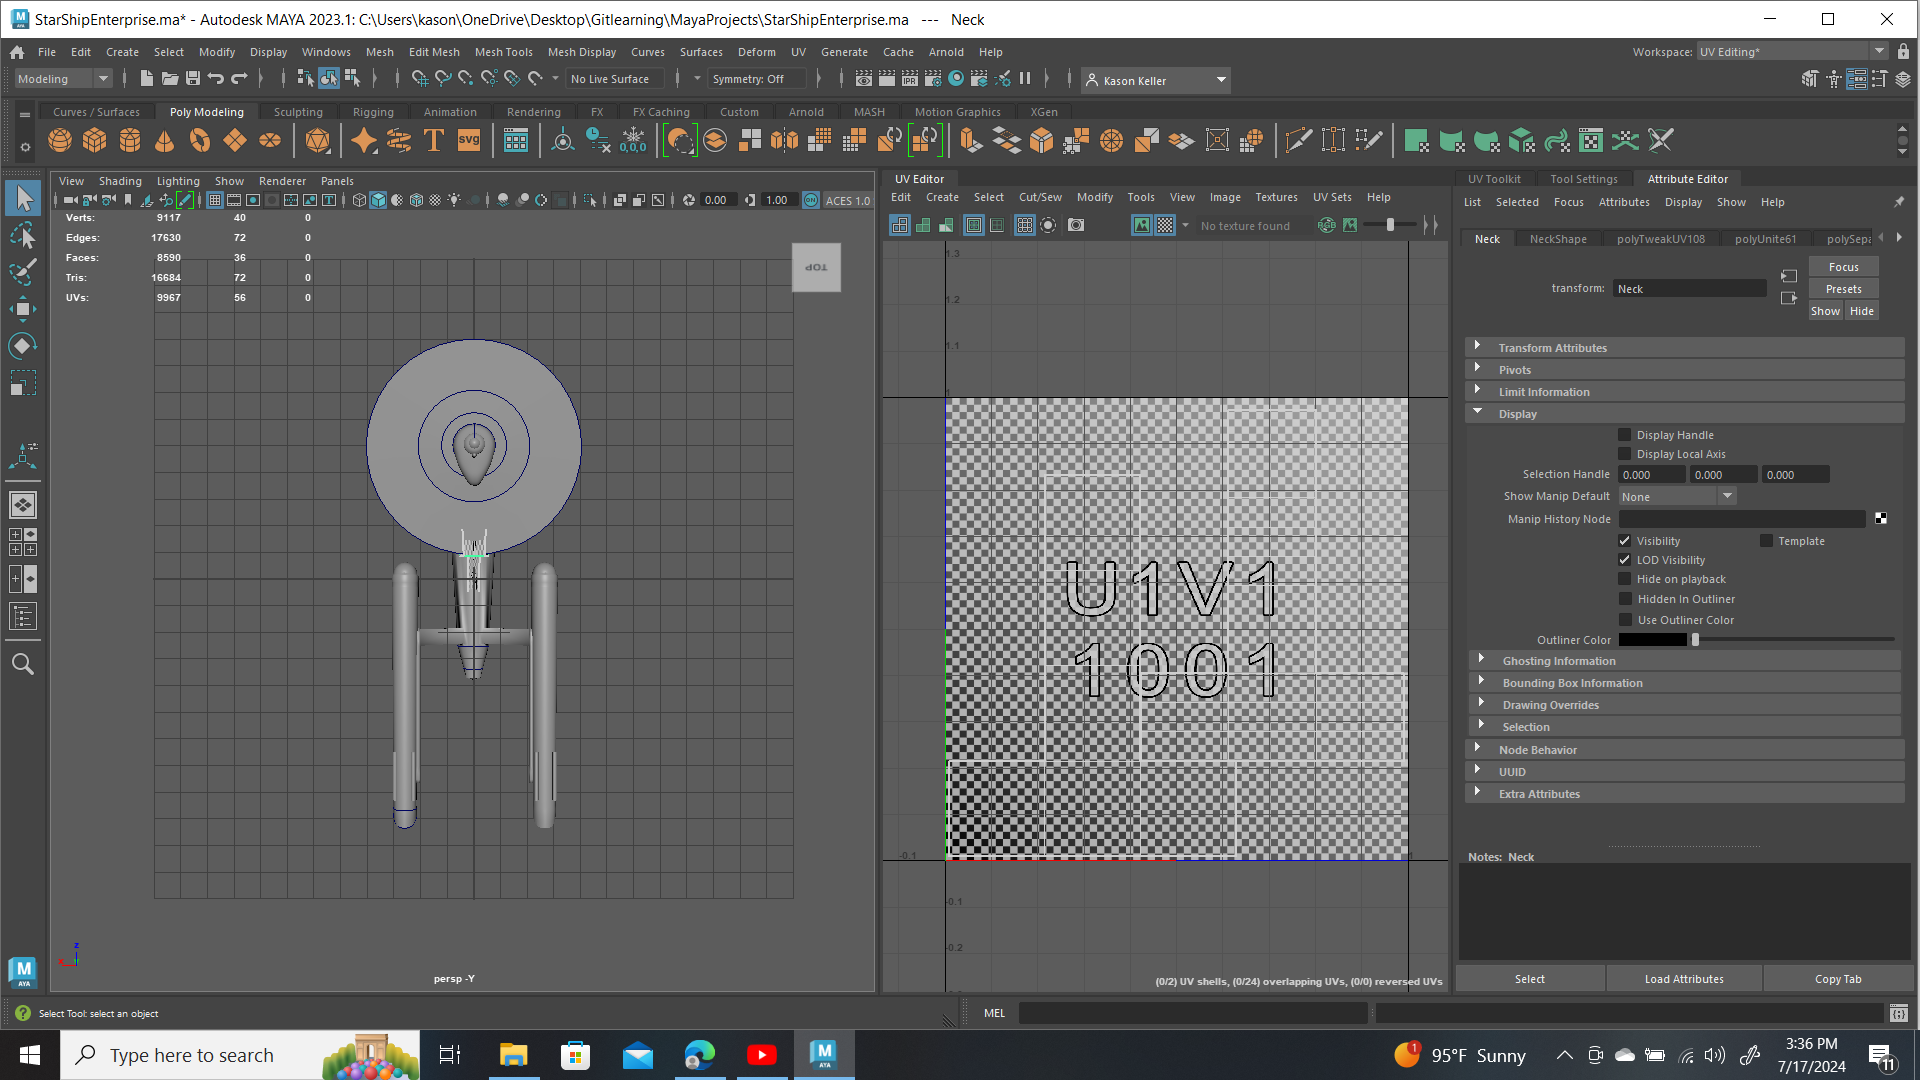 StarShipEnterprise.ma* - Autodesk MAYA 2023.1: C:\Users\kason\OneDrive\Desktop\Gitlearning\MayaProjects\StarShipEnterprise.ma --- Neck
File Edit Create Select Modify Display Windows Mesh Edit Mesh Mesh Tools Mesh Display Curves Surfaces Deform UV Generate Cache Arnold Help
Workspace: UV Editing*
Modeling
No Live Surface
Symmetry: Off
IPR
Kason Keller
Curves / Surfaces Poly Modeling Sculpting Rigging Animation Rendering FX FX Caching Custom Arnold MASH Motion Graphics XGen
T svg 0,0,0
View Shading Lighting Show Renderer Panels
0.00 1.00 ON ACES 1.0
Verts: 9117 40 0
Edges: 17630 72 0
Faces: 8590 36 0
Tris: 16684 72 0
UVs: 9967 56 0
TOP
z
x
persp -Y
UV Editor
Edit Create Select Cut/Sew Modify Tools View Image Textures UV Sets Help
No texture found
RGB
1.3
1.2
1.1
1
U1V1
1001
-0.1
-0.1
-0.2
(0/2) UV shells, (0/24) overlapping UVs, (0/0) reversed UVs
UV Toolkit Tool Settings Attribute Editor
List Selected Focus Attributes Display Show Help
Neck NeckShape polyTweakUV108 polyUnite61 polySepa
transform: Neck
Focus
Presets
Show Hide
Transform Attributes
Pivots
Limit Information
Display
Display Handle
Display Local Axis
Selection Handle 0.000 0.000 0.000
Show Manip Default None
Manip History Node
Visibility Template
LOD Visibility
Hide on playback
Hidden In Outliner
Use Outliner Color
Outliner Color
Ghosting Information
Bounding Box Information
Drawing Overrides
Selection
Node Behavior
UUID
Extra Attributes
Notes: Neck
Select Load Attributes Copy Tab
M
AYA
Select Tool: select an object
MEL
Type here to search
1
95°F Sunny
3:36 PM
7/17/2024
11